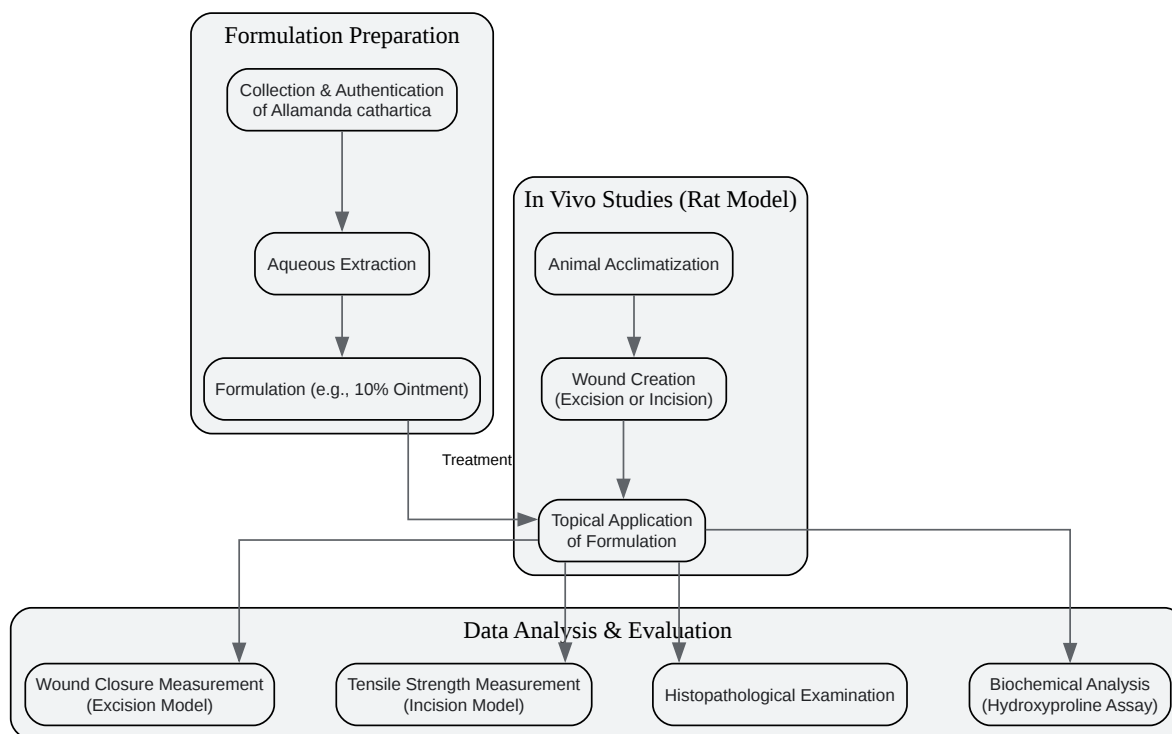 Formulation Preparation
Collection & Authentication
of Allamanda cathartica
Aqueous Extraction
Formulation (e.g., 10% Ointment)
In Vivo Studies (Rat Model)
Animal Acclimatization
Wound Creation
(Excision or Incision)
Treatment
Topical Application
of Formulation
Data Analysis & Evaluation
Wound Closure Measurement
(Excision Model)
Tensile Strength Measurement
(Incision Model)
Histopathological Examination
Biochemical Analysis
(Hydroxyproline Assay)